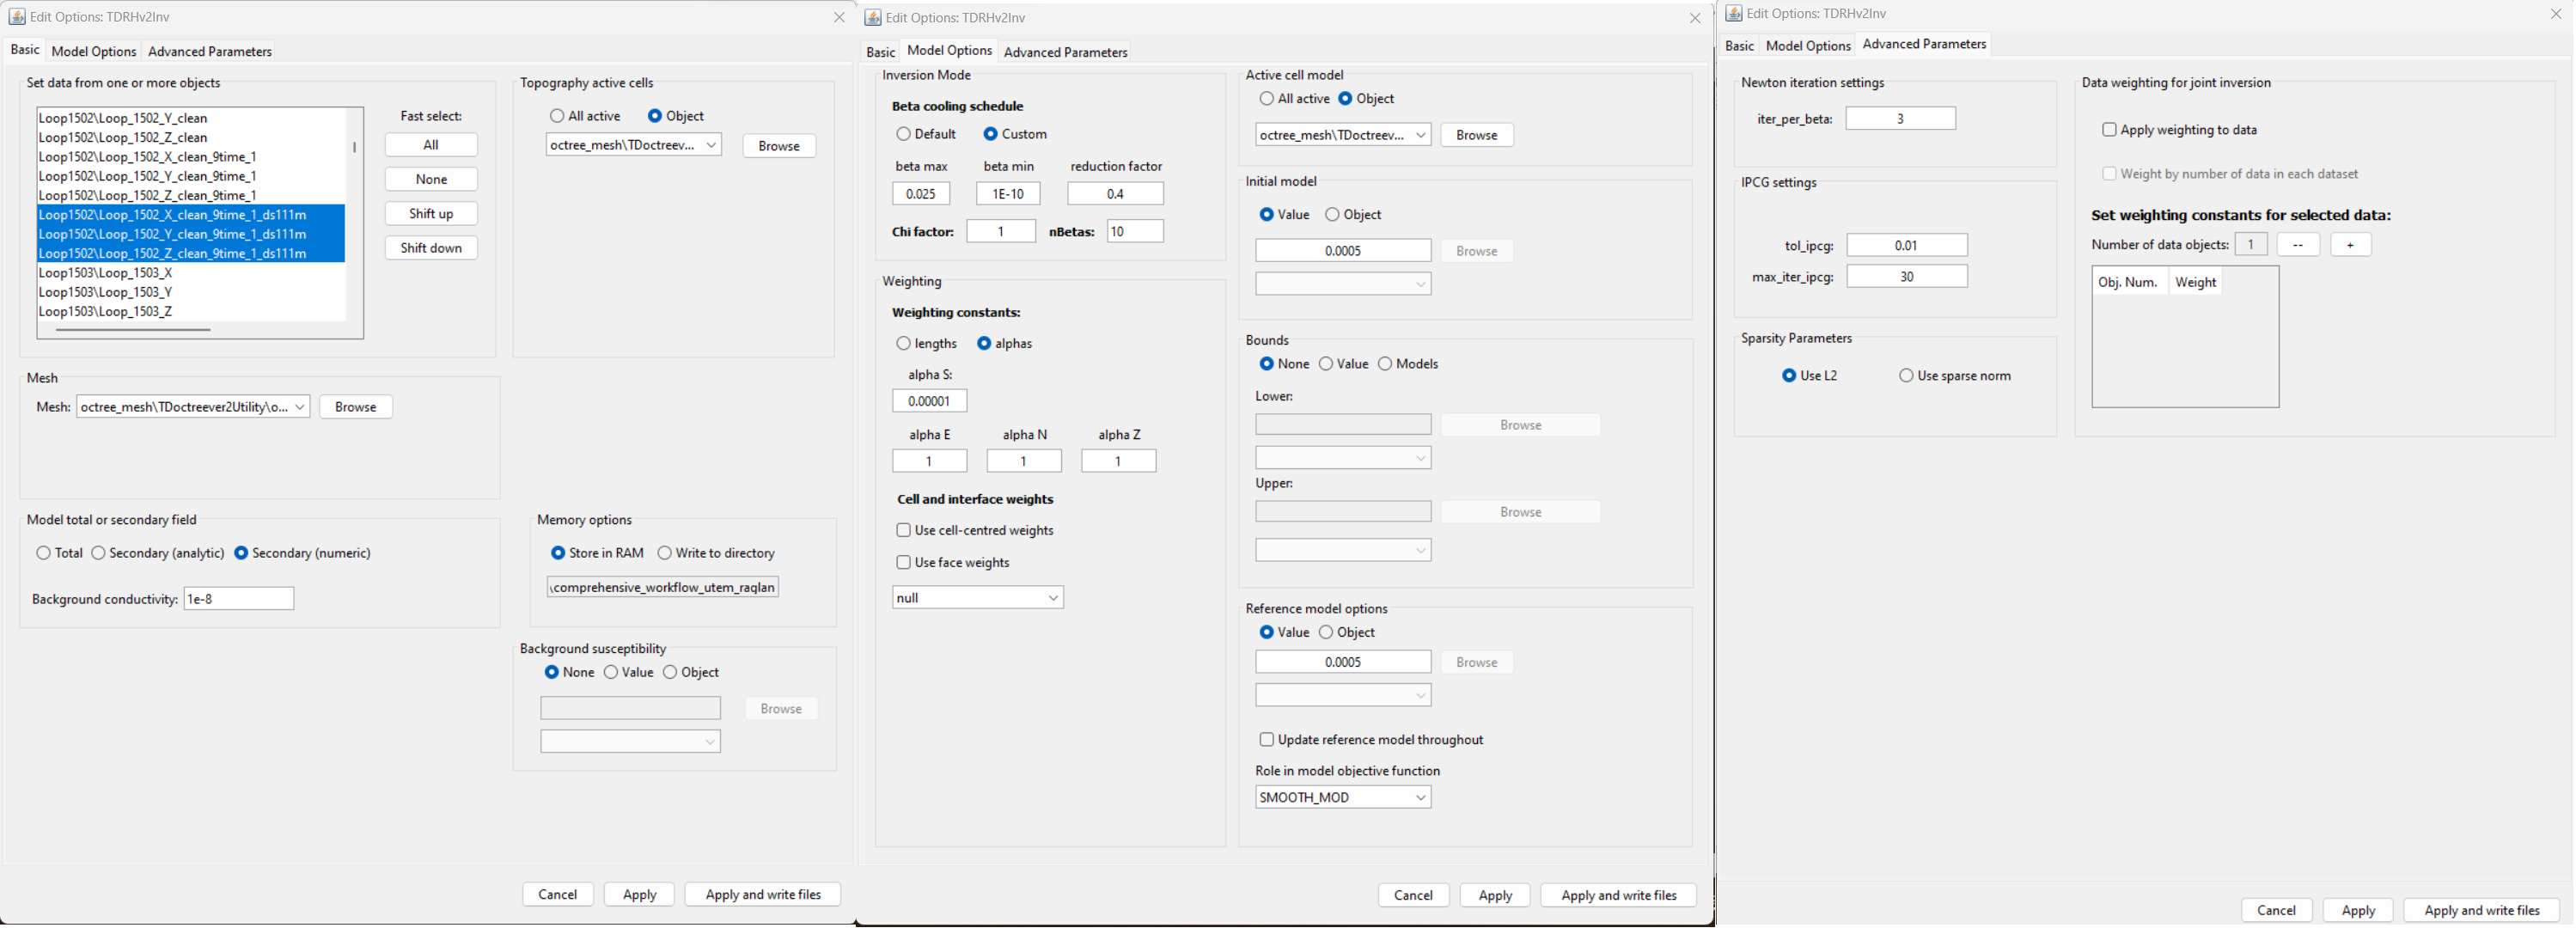 Edit Options: TDRHv2Inv
Basic Model Options Advanced Parameters
Set data from one or more objects
Loop1502\Loop_1502_Y_clean
Loop1502\Loop_1502_Z_clean
Loop1502\Loop_1502_X_clean_9time_1
Loop1502\Loop_1502_Y_clean_9time_1
Loop1502\Loop_1502_Z_clean_9time_1
Loop1502\Loop_1502_X_clean_9time_1_ds111m
Loop1502\Loop_1502_Y_clean_9time_1_ds111m
Loop1502\Loop_1502_Z_clean_9time_1_ds111m
Loop1503\Loop_1503_X
Loop1503\Loop_1503_Y
Loop1503\Loop_1503_Z
Fast select:
All
None
Shift up
Shift down
Topography active cells
All active Object
octree_mesh\TDoctreev... Browse
Mesh
Mesh: octree_mesh\TDoctreever2Utility\o... Browse
Model total or secondary field
Total Secondary (analytic) Secondary (numeric)
Background conductivity: 1e-8
Memory options
Store in RAM Write to directory
\comprehensive_workflow_utem_raglan
Background susceptibility
None Value Object
Browse
Cancel Apply Apply and write files
Edit Options: TDRHv2Inv
Basic Model Options Advanced Parameters
Inversion Mode
Beta cooling schedule
Default Custom
beta max beta min reduction factor
0.025 1E-10 0.4
Chi factor: 1 nBetas: 10
Weighting
Weighting constants:
lengths alphas
alpha S:
0.00001
alpha E alpha N alpha Z
1 1 1
Cell and interface weights
Use cell-centred weights
Use face weights
null
Active cell model
All active Object
octree_mesh\TDoctreev... Browse
Initial model
Value Object
0.0005 Browse
Bounds
None Value Models
Lower:
Browse
Upper:
Browse
Reference model options
Value Object
0.0005 Browse
Update reference model throughout
Role in model objective function
SMOOTH_MOD
Cancel Apply Apply and write files
Edit Options: TDRHv2Inv
Basic Model Options Advanced Parameters
Newton iteration settings
iter_per_beta: 3
IPCG settings
tol_ipcg: 0.01
max_iter_ipcg: 30
Sparsity Parameters
Use L2 Use sparse norm
Data weighting for joint inversion
Apply weighting to data
Weight by number of data in each dataset
Set weighting constants for selected data:
Number of data objects: 1 -- +
Obj. Num. Weight
Cancel Apply Apply and write files